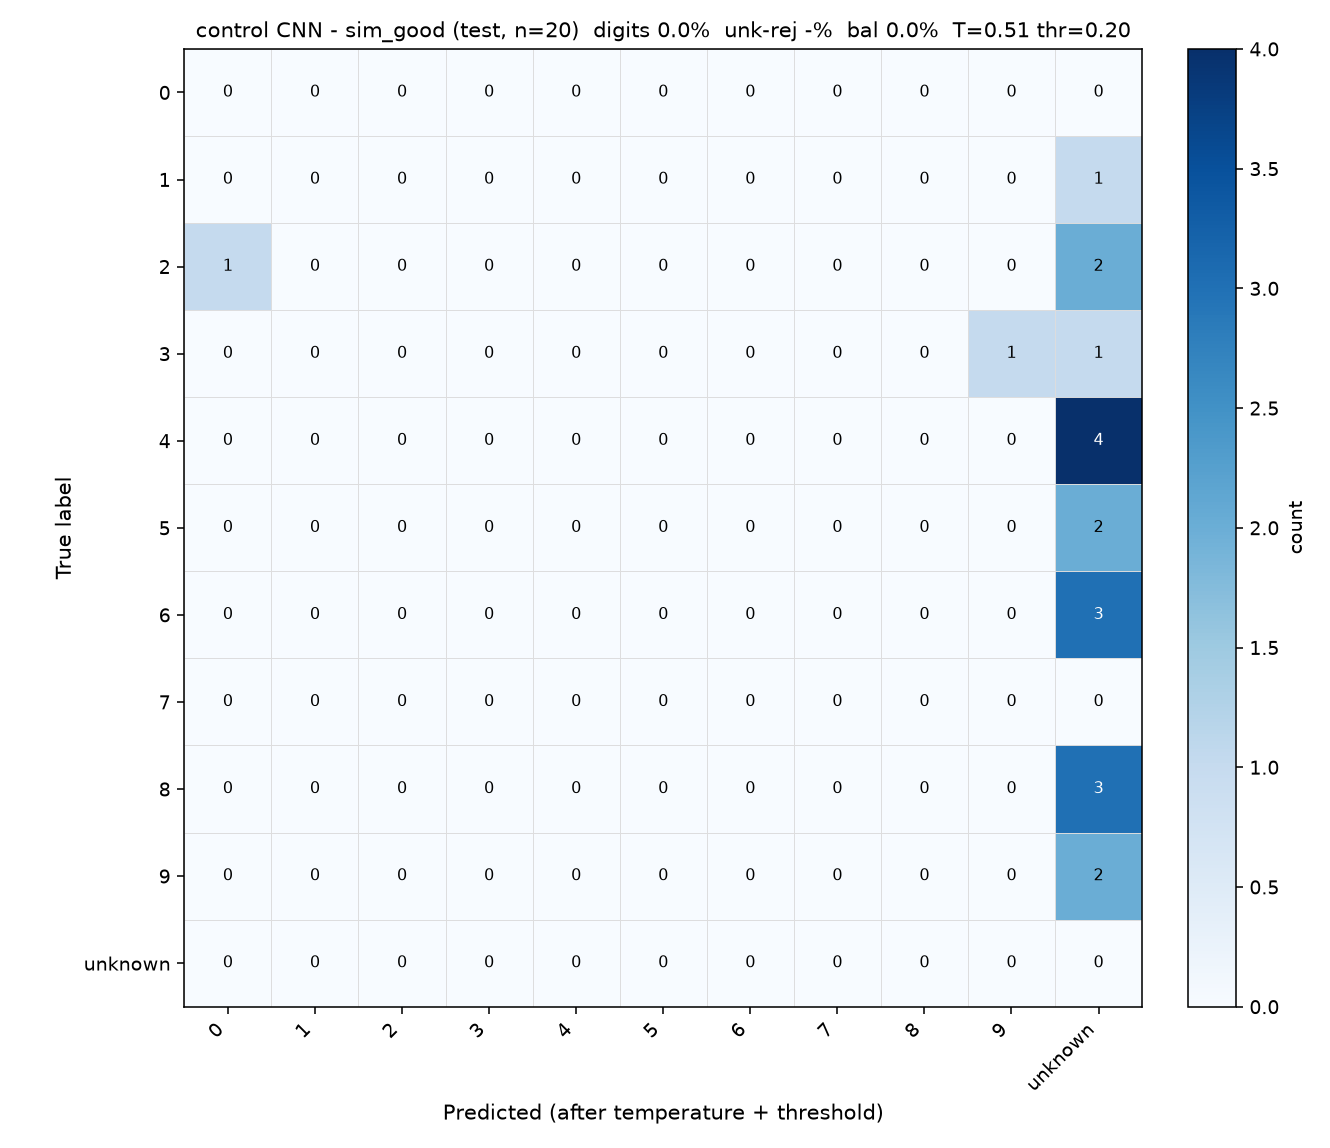 control CNN - sim_good (test, n=20)  digits 0.0%  unk-rej -%  bal 0.0%  T=0.51 thr=0.20
0 0 0 0 0 0 0 0 0 0 0 0
1 0 0 0 0 0 0 0 0 0 0 1
2 1 0 0 0 0 0 0 0 0 0 2
3 0 0 0 0 0 0 0 0 0 1 1
4 0 0 0 0 0 0 0 0 0 0 4
5 0 0 0 0 0 0 0 0 0 0 2
6 0 0 0 0 0 0 0 0 0 0 3
7 0 0 0 0 0 0 0 0 0 0 0
8 0 0 0 0 0 0 0 0 0 0 3
9 0 0 0 0 0 0 0 0 0 0 2
unknown 0 0 0 0 0 0 0 0 0 0 0
0 1 2 3 4 5 6 7 8 9 unknown
Predicted (after temperature + threshold)
True label
4.0
3.5
3.0
2.5
2.0
1.5
1.0
0.5
0.0
count